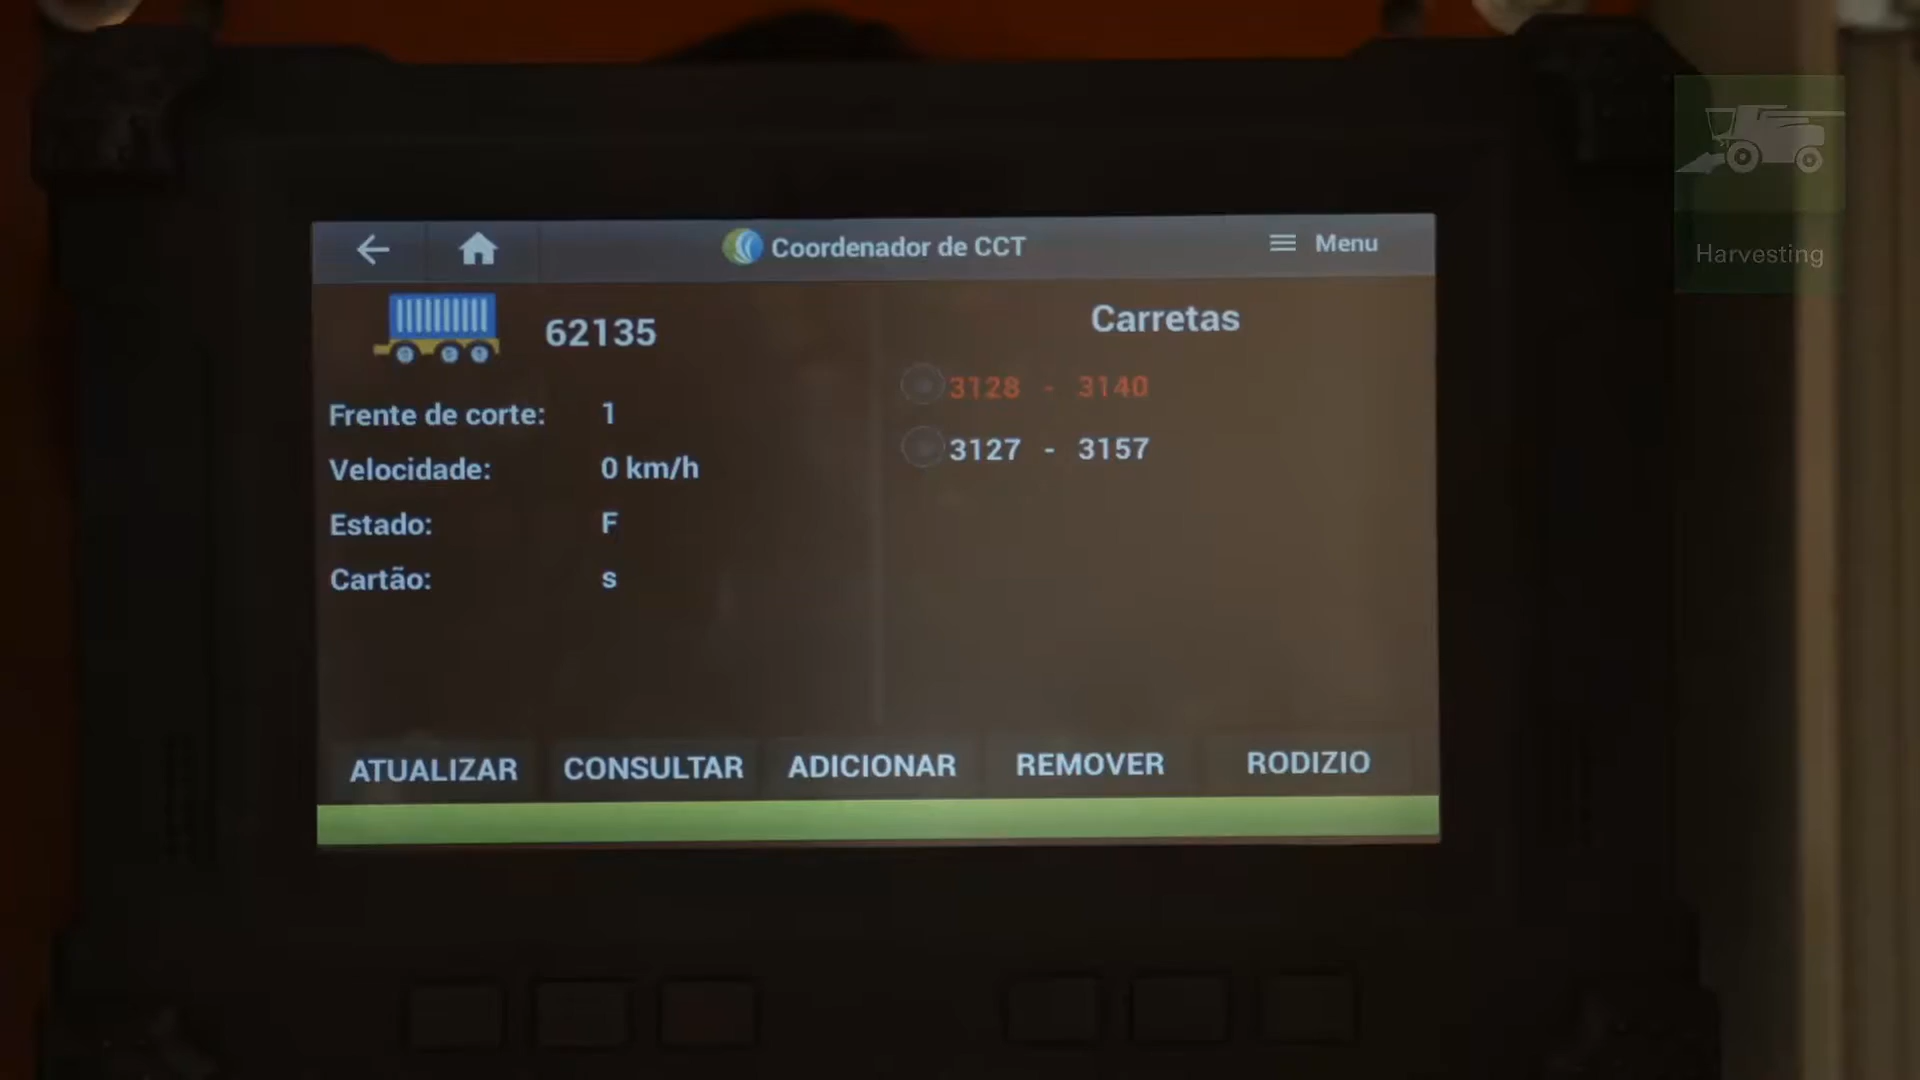 Coordenador de CCT
Menu
62135
Frente de corte: 1
Velocidade: 0 km/h
Estado: F
Cartão: s
Carretas
3128 - 3140
3127 - 3157
ATUALIZAR CONSULTAR ADICIONAR REMOVER RODIZIO
Harvesting